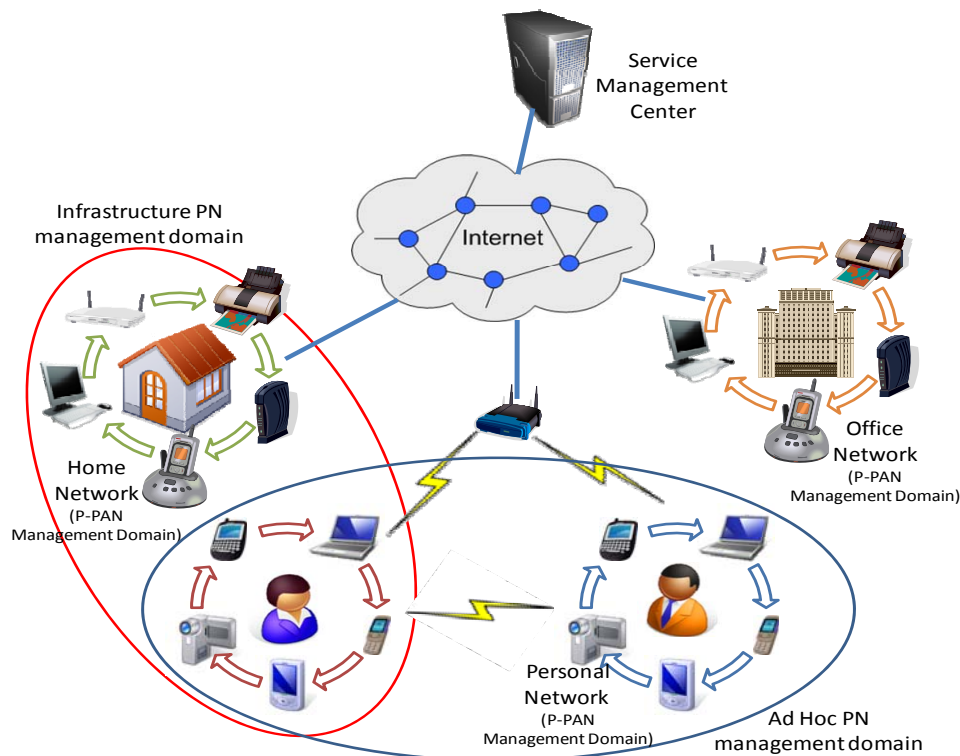 Service
Management
Center
Infrastructure PN
management domain
Internet
Home
Network
(P-PAN
Management Domain)
Office
Network
(P-PAN
Management Domain)
Personal
Network
(P-PAN
Management Domain)
Ad Hoc PN
management domain